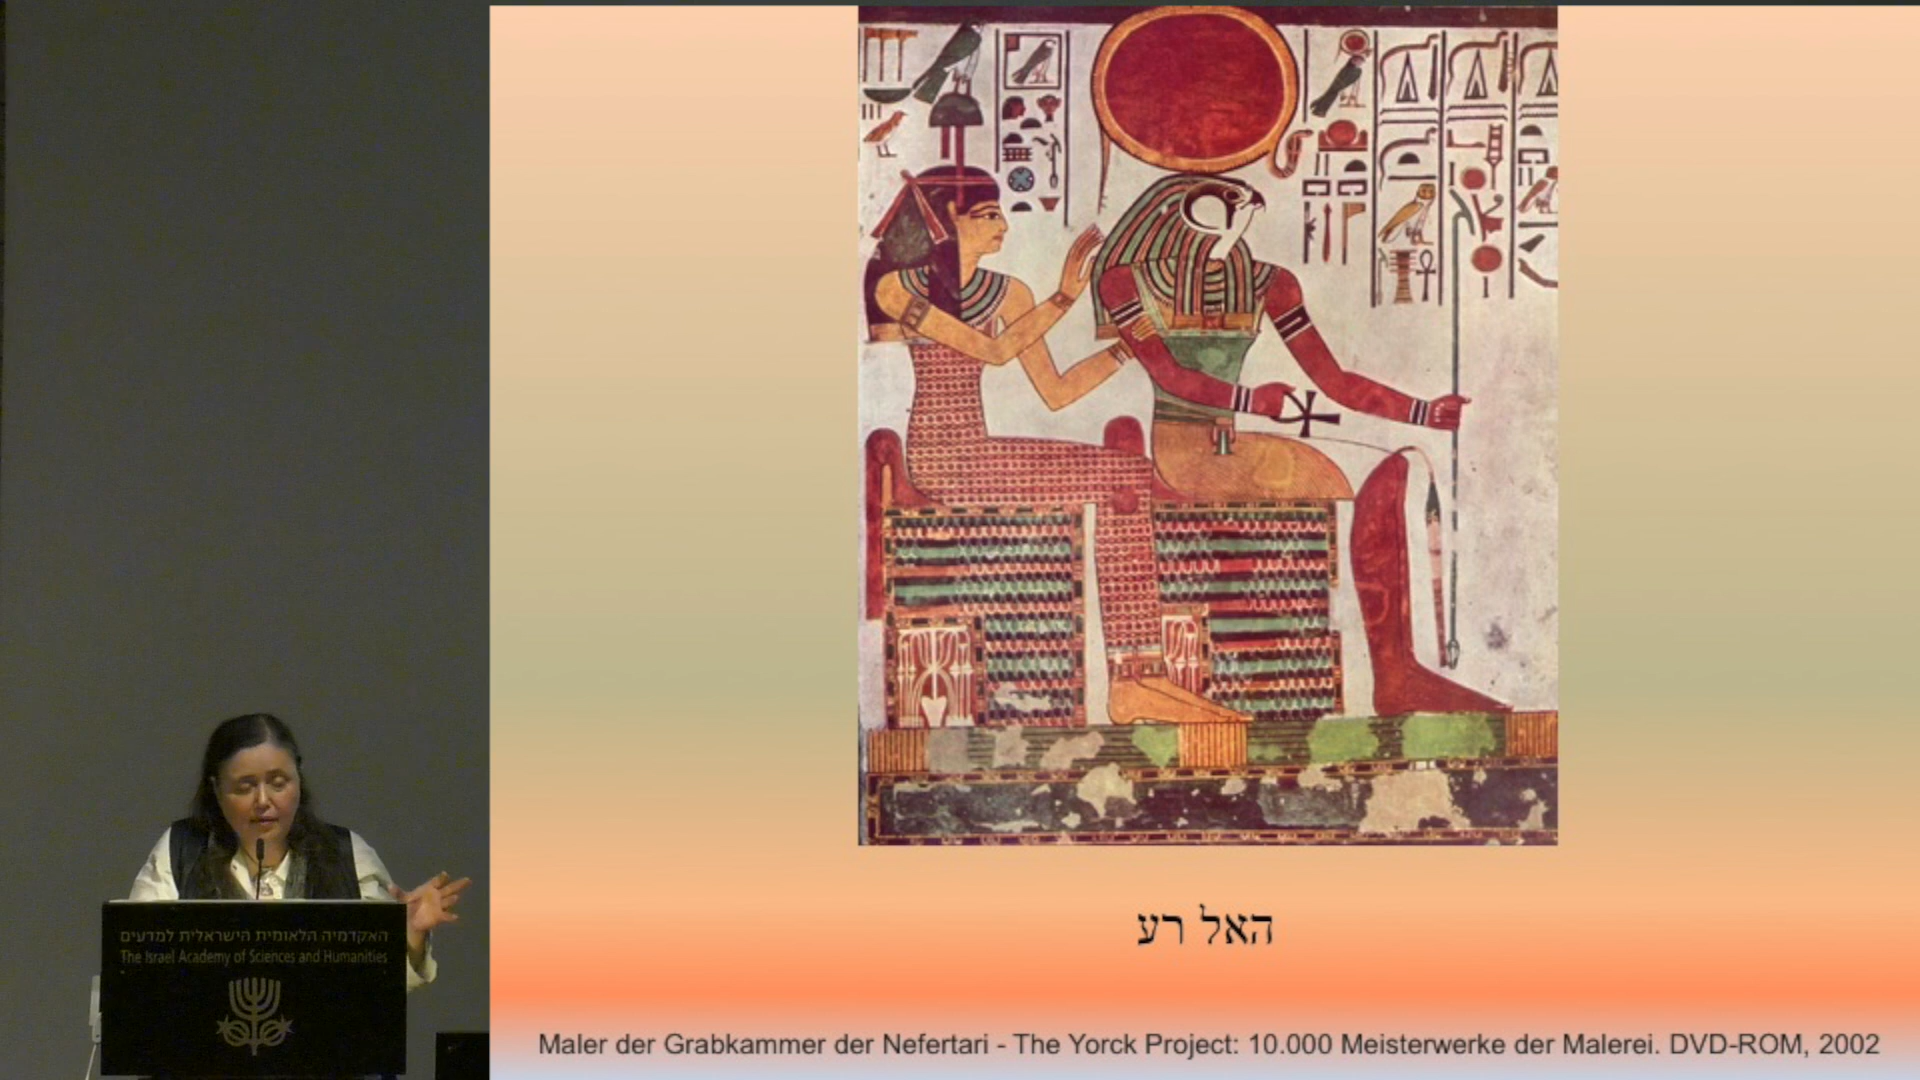 האל רע
Maler der Grabkammer der Nefertari - The Yorck Project: 10.000 Meisterwerke der Malerei. DVD-ROM, 2002
האקדמיה הלאומית הישראלית למדעים
The Israel Academy of Sciences and Humanities